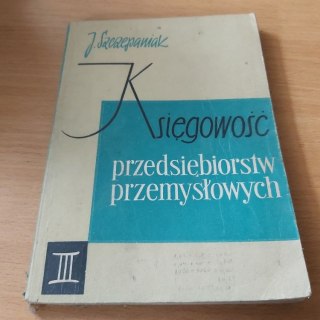 J. Szczepaniak
Księgowość
przedsiębiorstw
przemysłowych
III